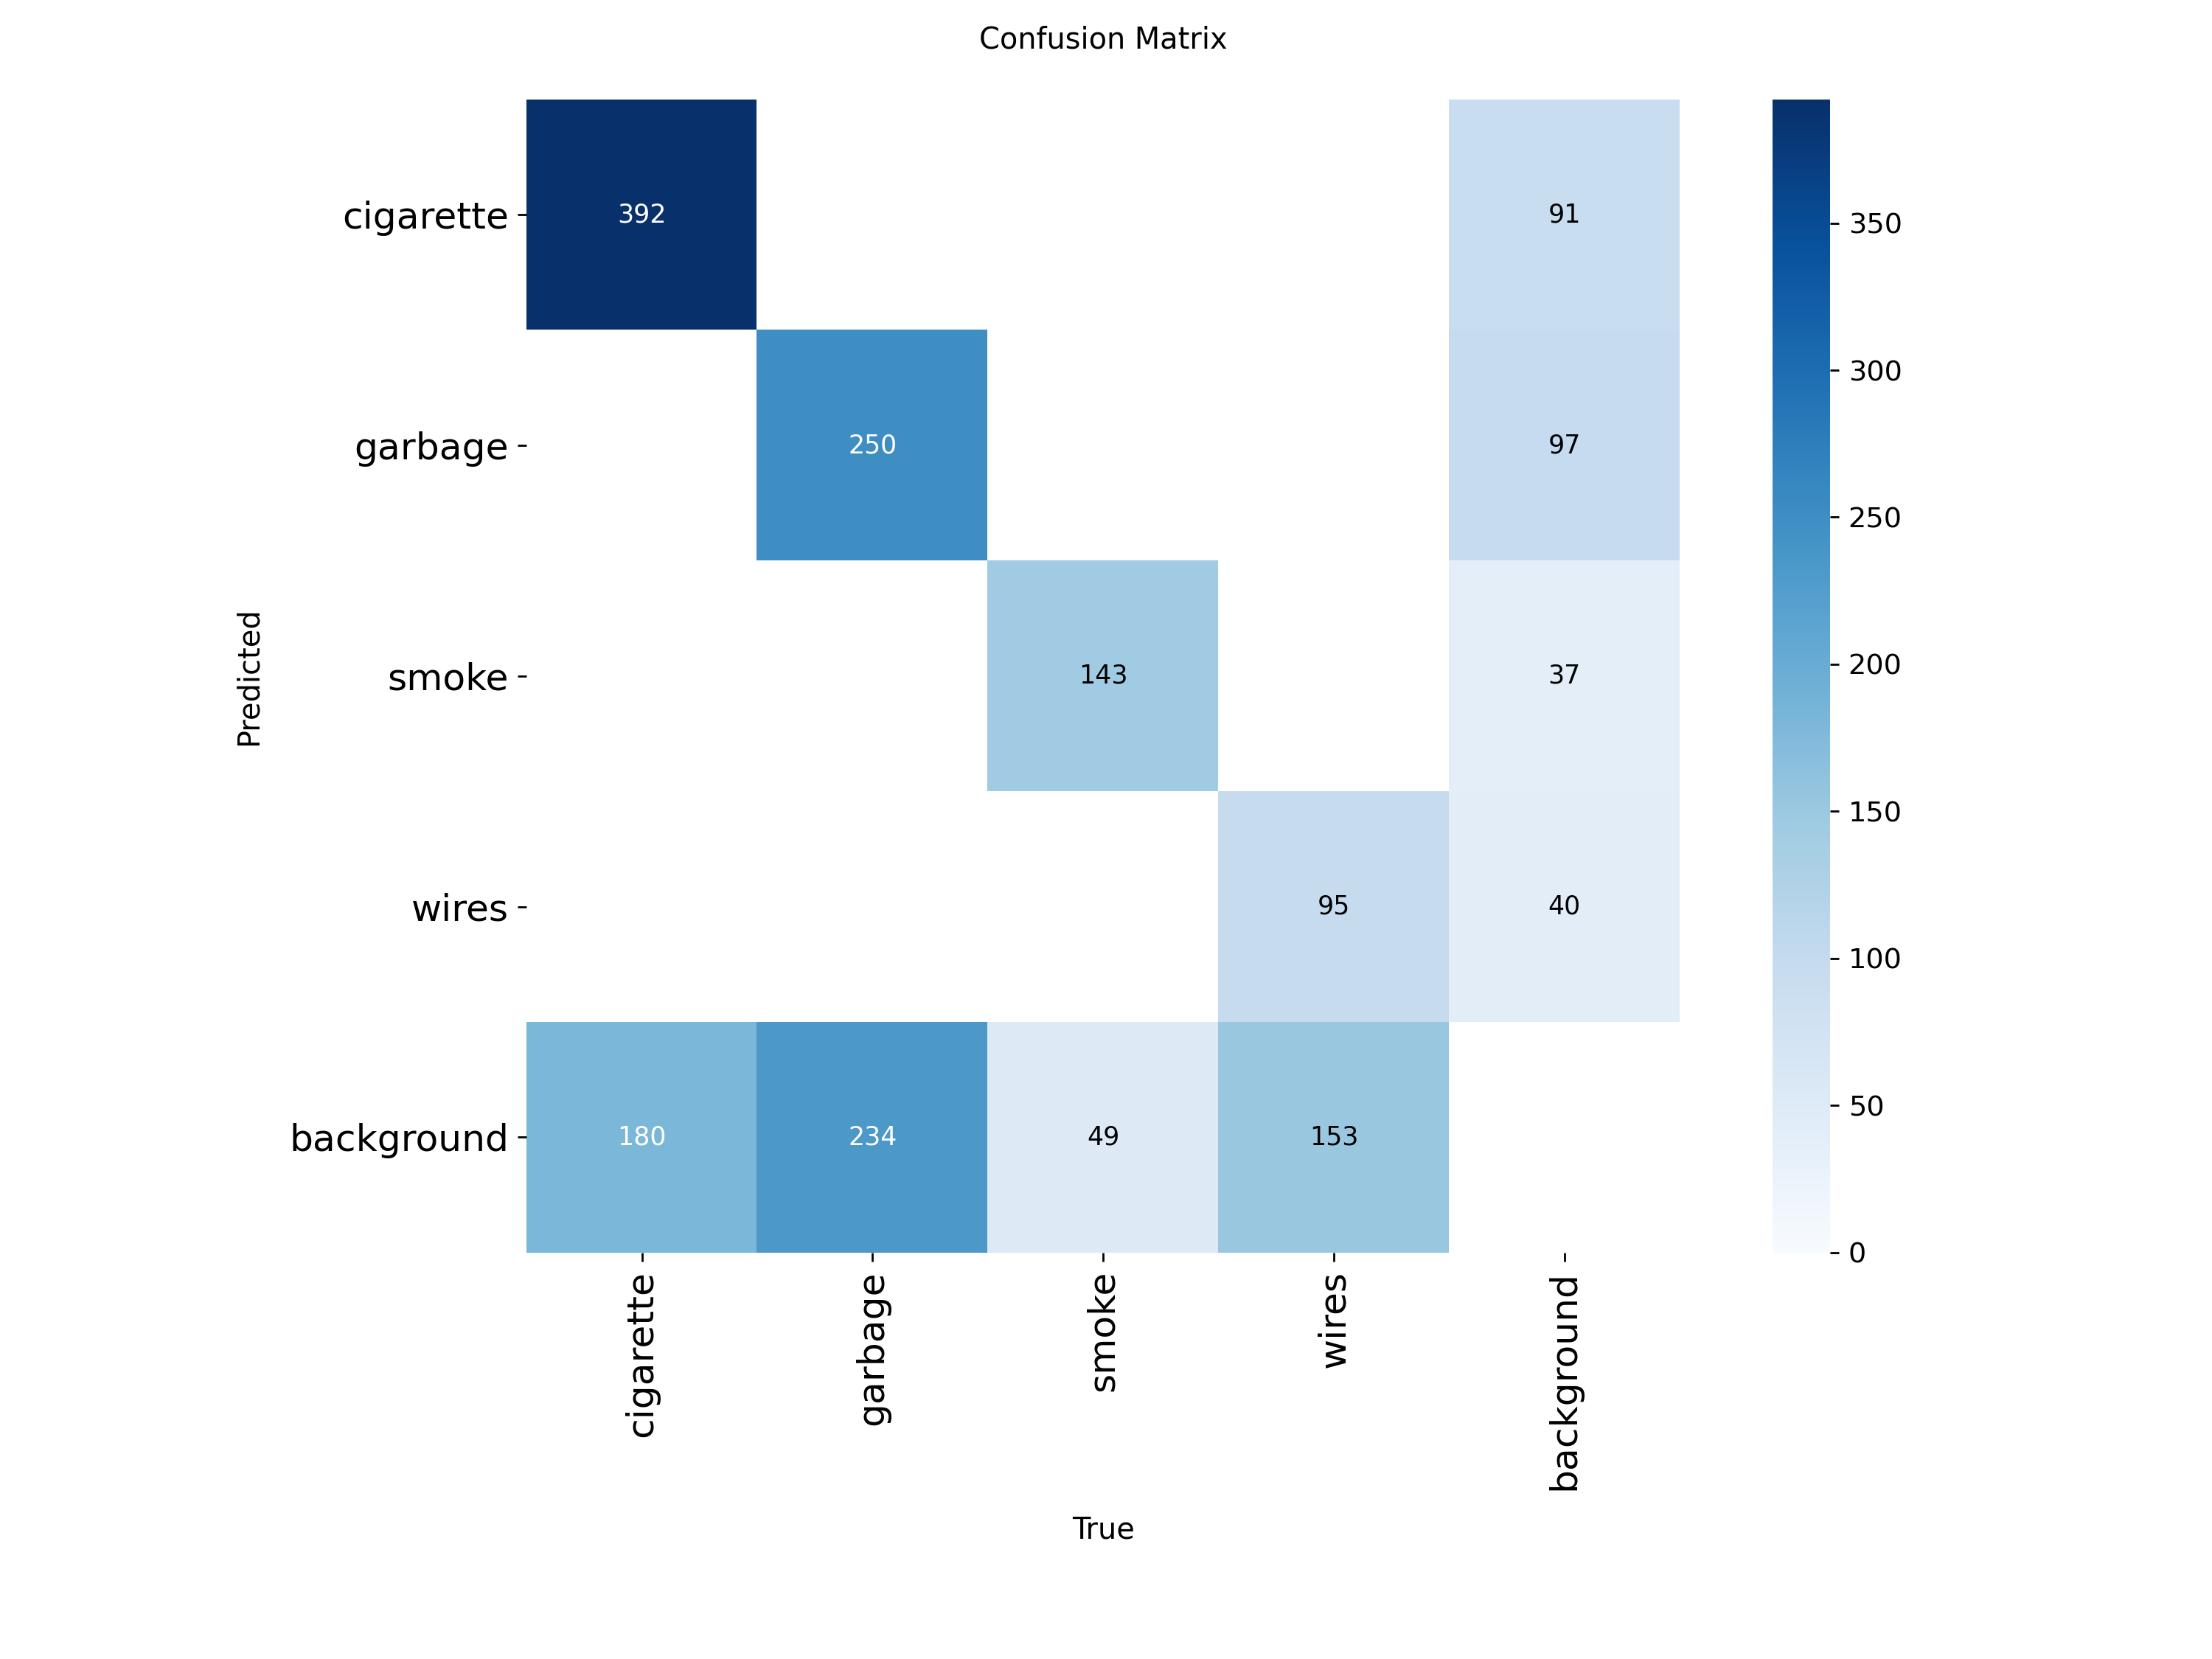 Confusion Matrix
cigarette
392
91
350
garbage
250
97
300
250
smoke
143
37
200
Predicted
150
wires
95
40
100
background
180
234
49
153
50
0
cigarette
garbage
smoke
wires
background
True